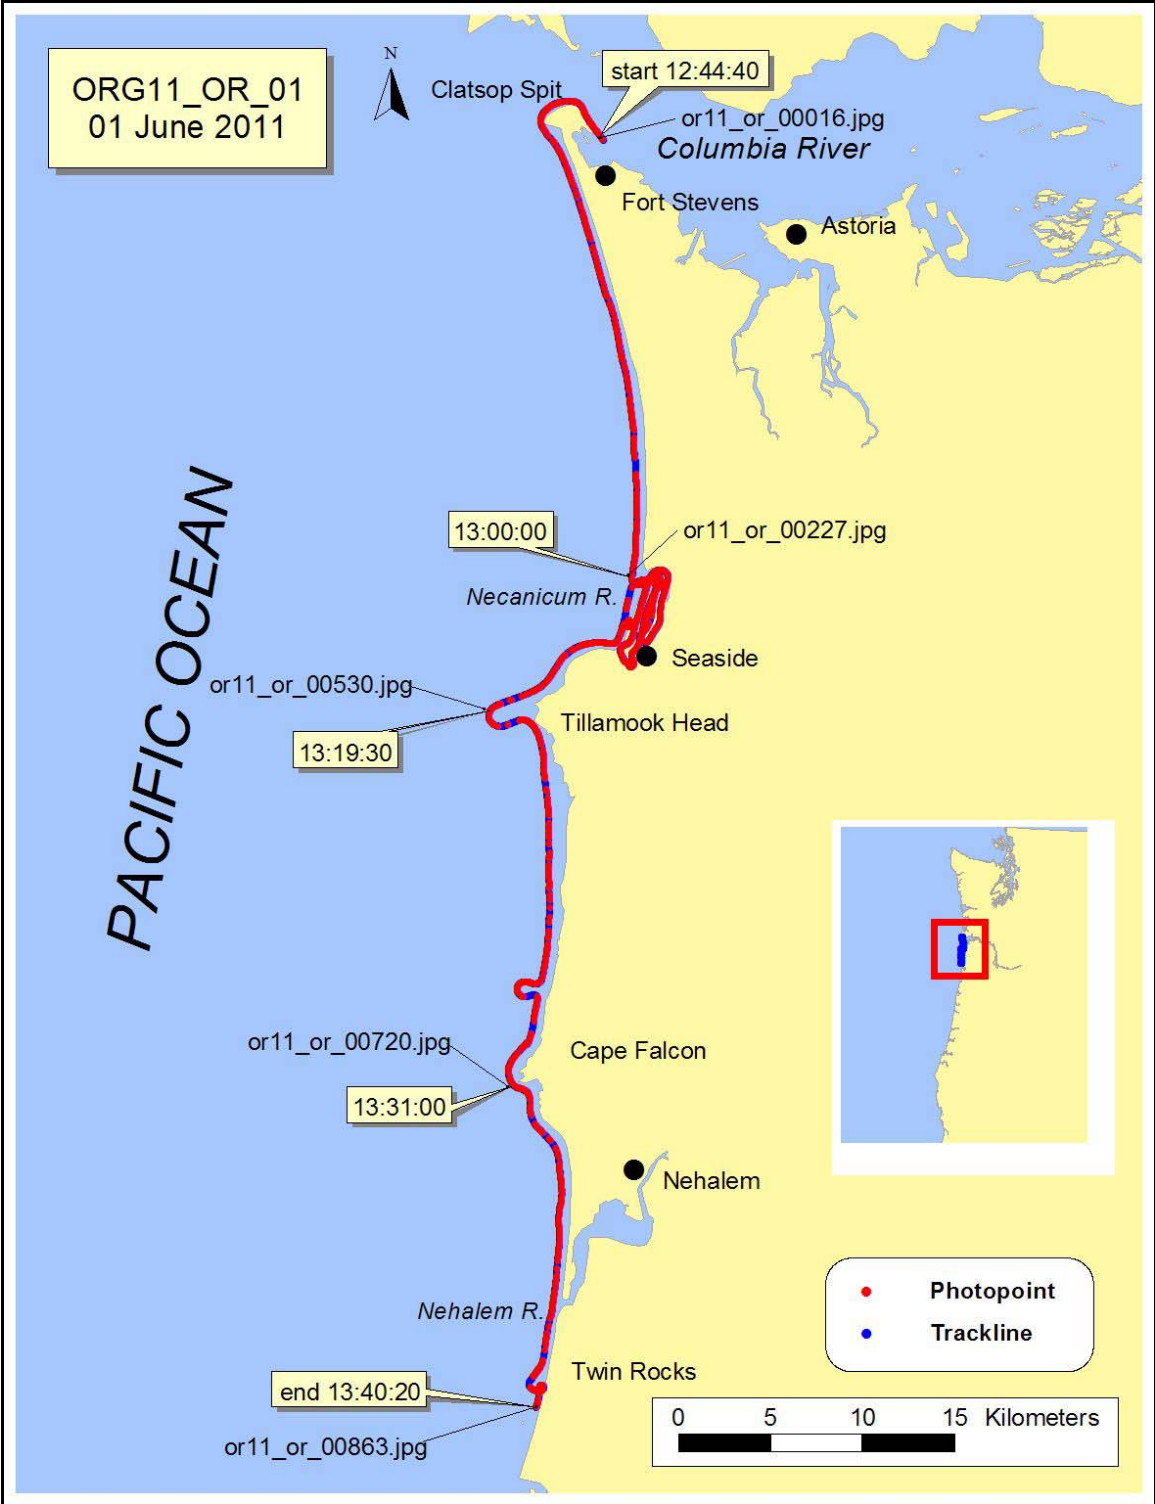 ORG11_OR_01
01 June 2011
N
Clatsop Spit
start 12:44:40
or11_or_00016.jpg
Columbia River
Fort Stevens
Astoria
PACIFIC OCEAN
13:00:00
or11_or_00227.jpg
Necanicum R.
Seaside
or11_or_00530.jpg
Tillamook Head
13:19:30
or11_or_00720.jpg
Cape Falcon
13:31:00
Nehalem
Nehalem R.
Photopoint
Trackline
Twin Rocks
end 13:40:20
or11_or_00863.jpg
0 5 10 15 Kilometers